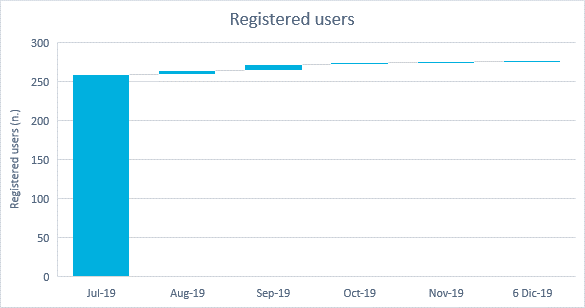 Registered users
Registered users (n.)
300
250
200
150
100
50
0
Jul-19 Aug-19 Sep-19 Oct-19 Nov-19 6 Dic-19